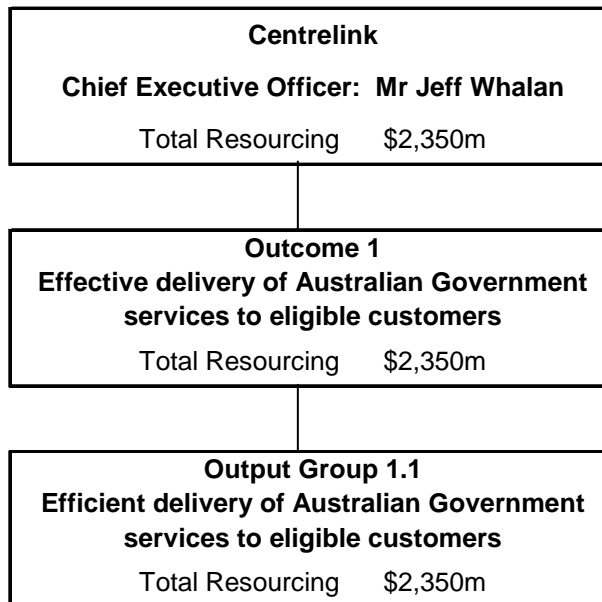 Centrelink
Chief Executive Officer: Mr Jeff Whalan
Total Resourcing $2,350m
Outcome 1
Effective delivery of Australian Government
services to eligible customers
Total Resourcing $2,350m
Output Group 1.1
Efficient delivery of Australian Government
services to eligible customers
Total Resourcing $2,350m